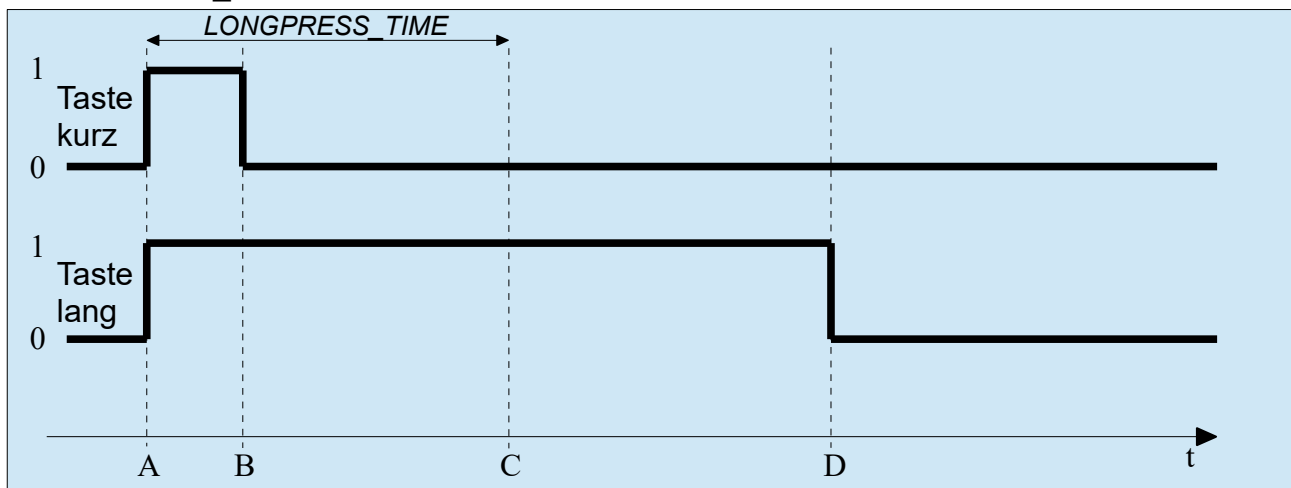 _
LONGPRESS_TIME
1
Taste
kurz
0
1
Taste
lang
0
A B C D t